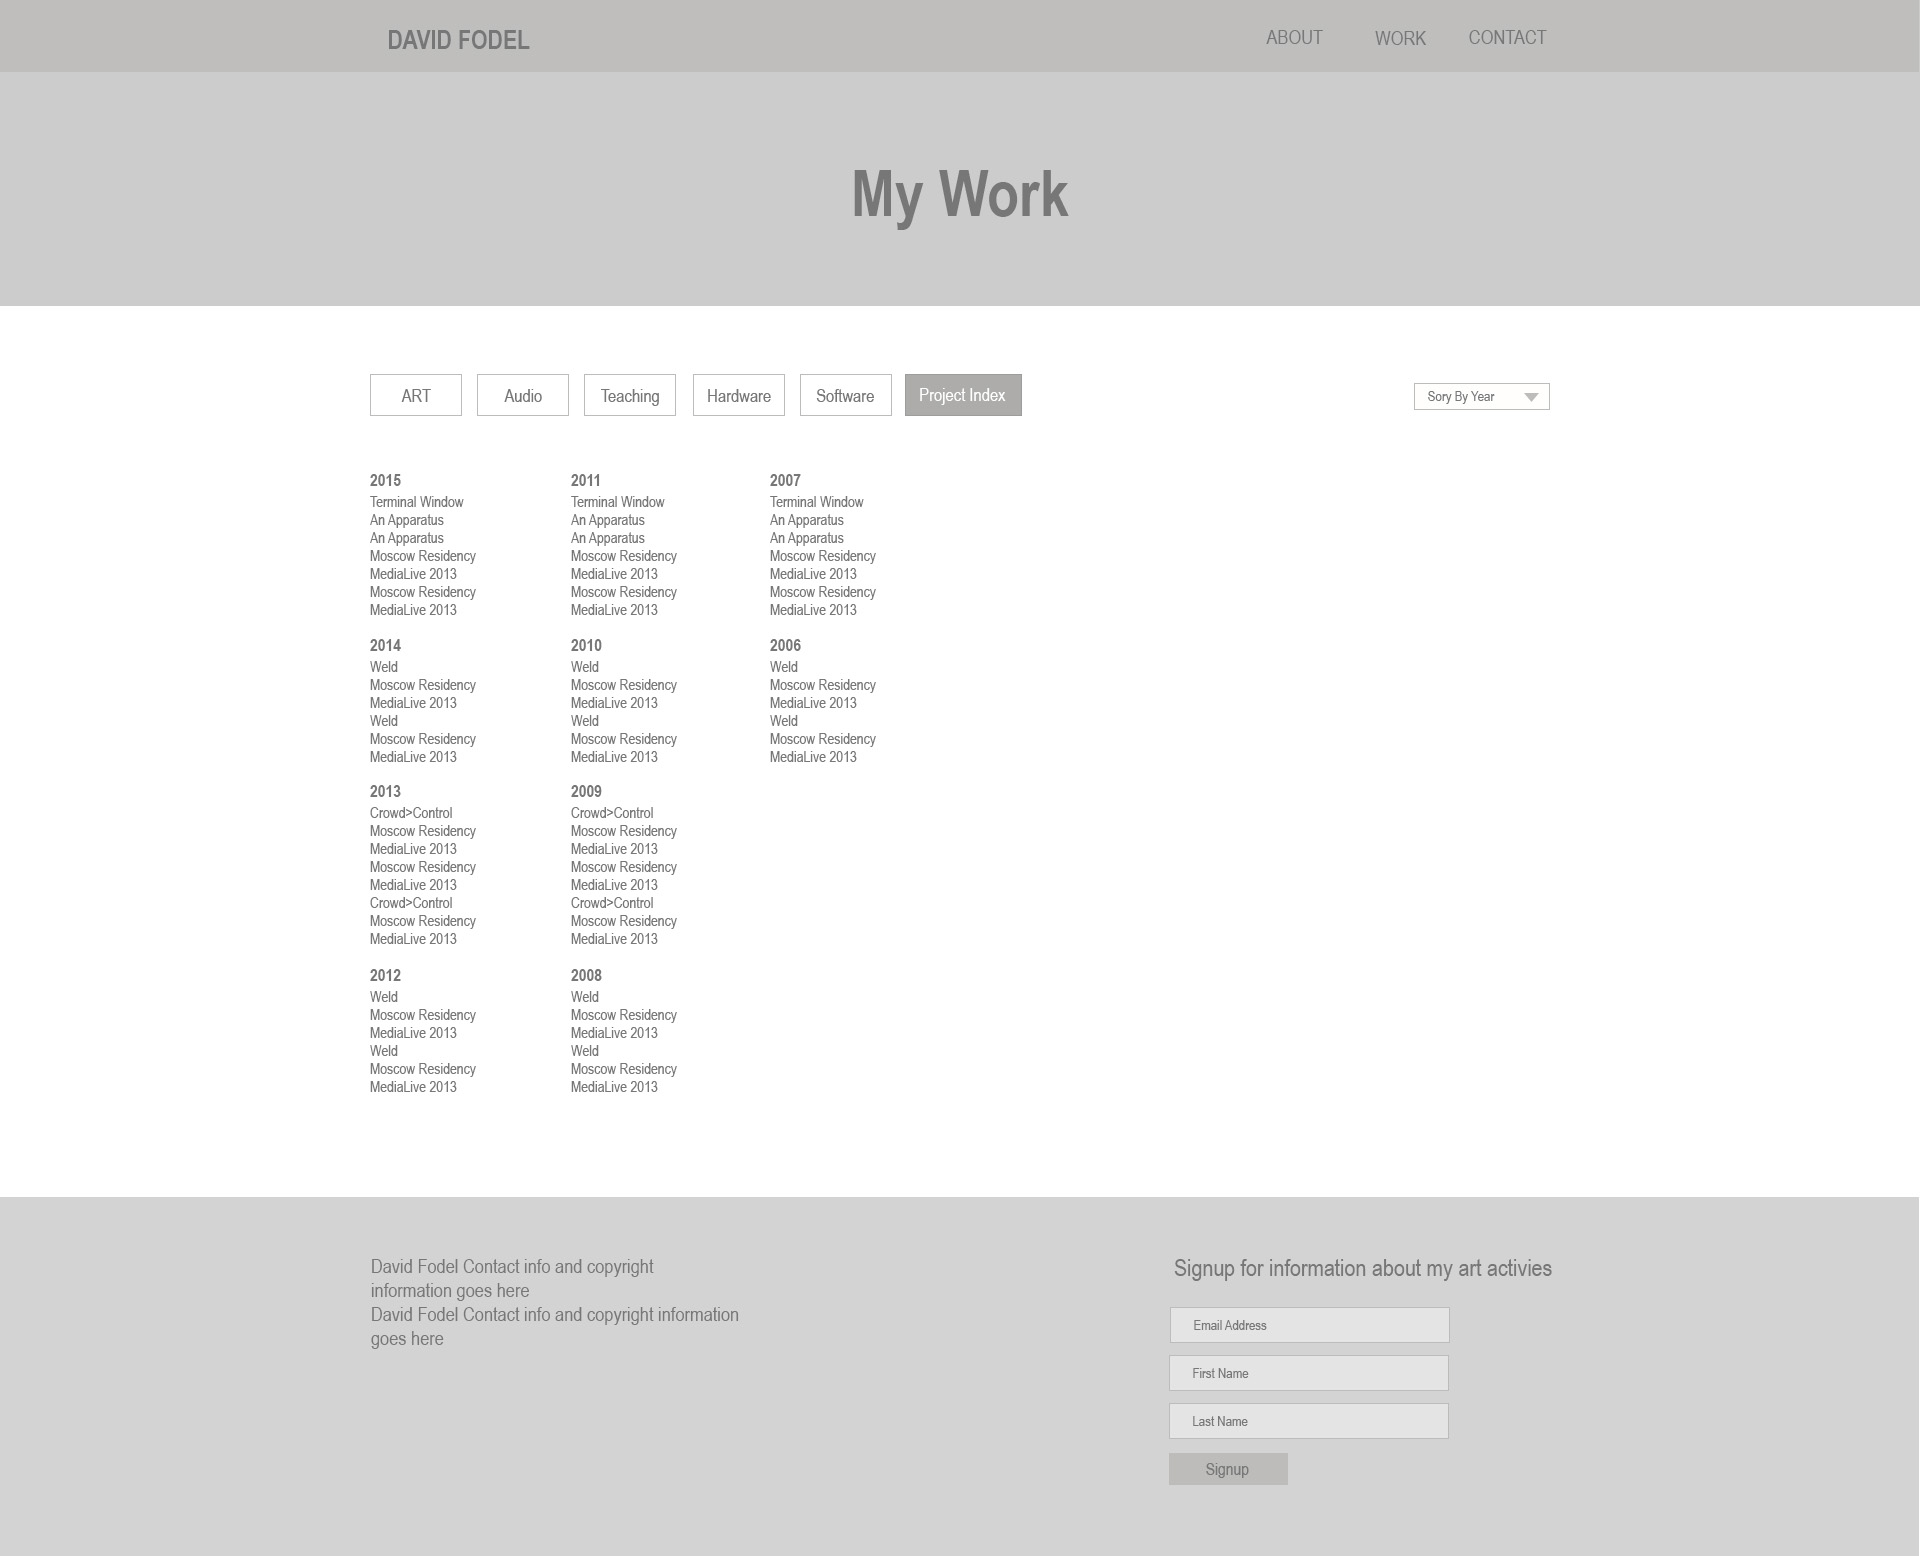 DAVID FODEL
ABOUT
WORK
CONTACT
My Work
ART
Audio
Teaching
Hardware
Software
Project Index
Sory By Year
2015
Terminal Window
An Apparatus
An Apparatus
Moscow Residency
MediaLive 2013
Moscow Residency
MediaLive 2013
2014
Weld
Moscow Residency
MediaLive 2013
Weld
Moscow Residency
MediaLive 2013
2013
Crowd>Control
Moscow Residency
MediaLive 2013
Moscow Residency
MediaLive 2013
Crowd>Control
Moscow Residency
MediaLive 2013
2012
Weld
Moscow Residency
MediaLive 2013
Weld
Moscow Residency
MediaLive 2013
2011
Terminal Window
An Apparatus
An Apparatus
Moscow Residency
MediaLive 2013
Moscow Residency
MediaLive 2013
2010
Weld
Moscow Residency
MediaLive 2013
Weld
Moscow Residency
MediaLive 2013
2009
Crowd>Control
Moscow Residency
MediaLive 2013
Moscow Residency
MediaLive 2013
Crowd>Control
Moscow Residency
MediaLive 2013
2008
Weld
Moscow Residency
MediaLive 2013
Weld
Moscow Residency
MediaLive 2013
2007
Terminal Window
An Apparatus
An Apparatus
Moscow Residency
MediaLive 2013
Moscow Residency
MediaLive 2013
2006
Weld
Moscow Residency
MediaLive 2013
Weld
Moscow Residency
MediaLive 2013
David Fodel Contact info and copyright
information goes here
David Fodel Contact info and copyright information
goes here
Signup for information about my art activies
Email Address
First Name
Last Name
Signup